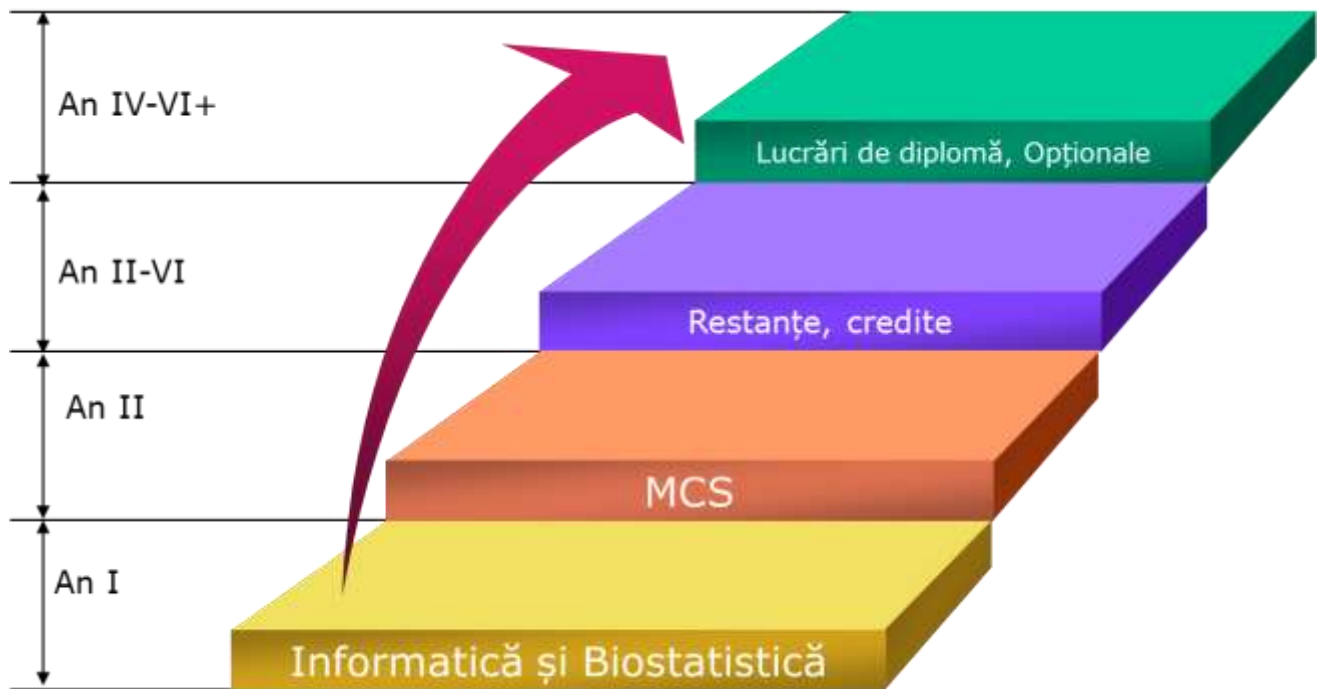 An IV-VI+
Lucrări de diplomă, Opționale
An II-VI
Restanțe, credite
An II
MCS
An I
Informatică și Biostatistică